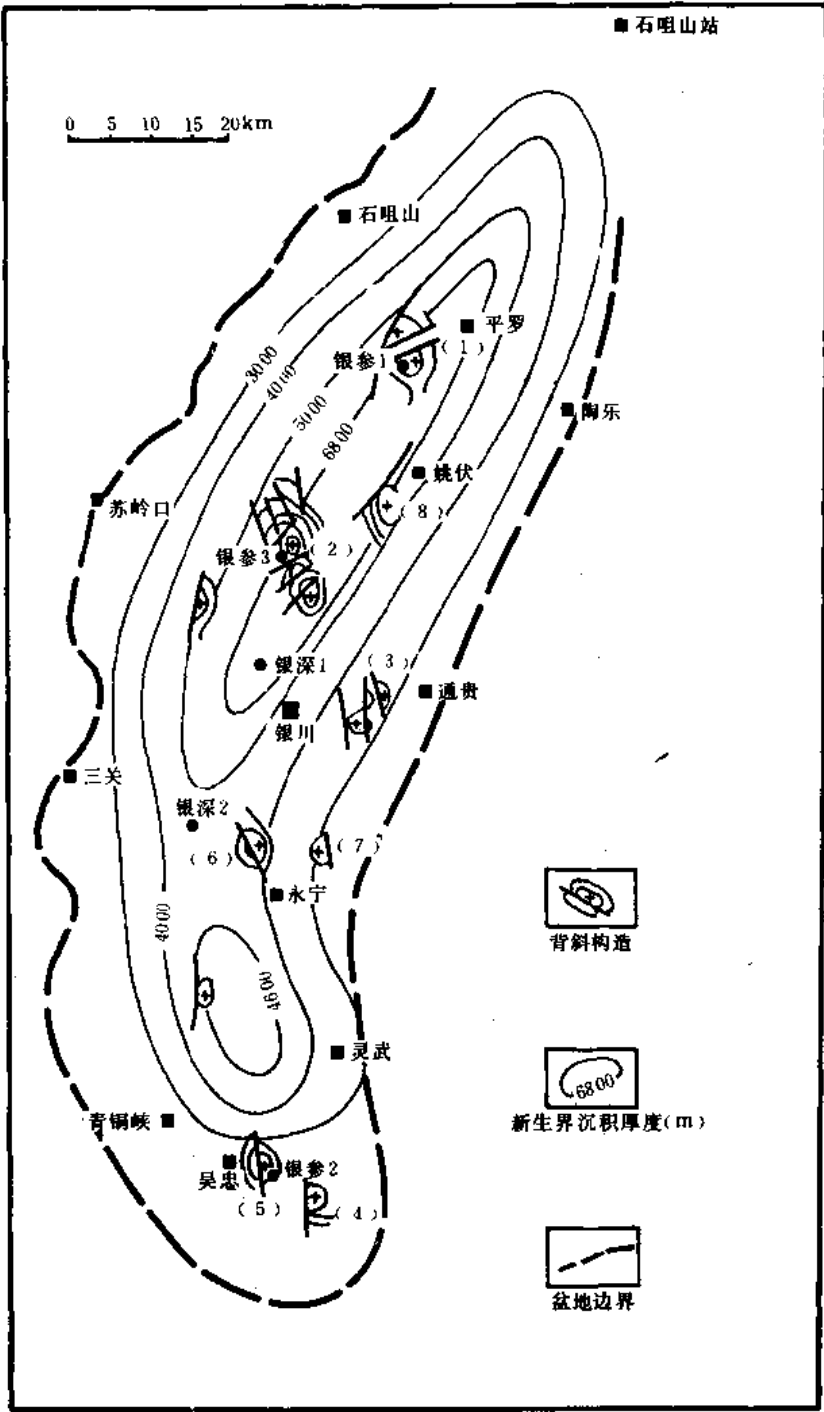 石咀山站
0 5 10 15 20km
石咀山
平罗
银参1
(1)
3000
4000
5000
6800
陶乐
姚伏
(8)
苏峪口
银参3
(2)
银深1
(3)
通贵
银川
三关
银深2
(6)
(7)
永宁
4000
背斜构造
4600
灵武
6800
青铜峡
新生界沉积厚度(m)
吴忠
银参2
(5)
(4)
盆地边界